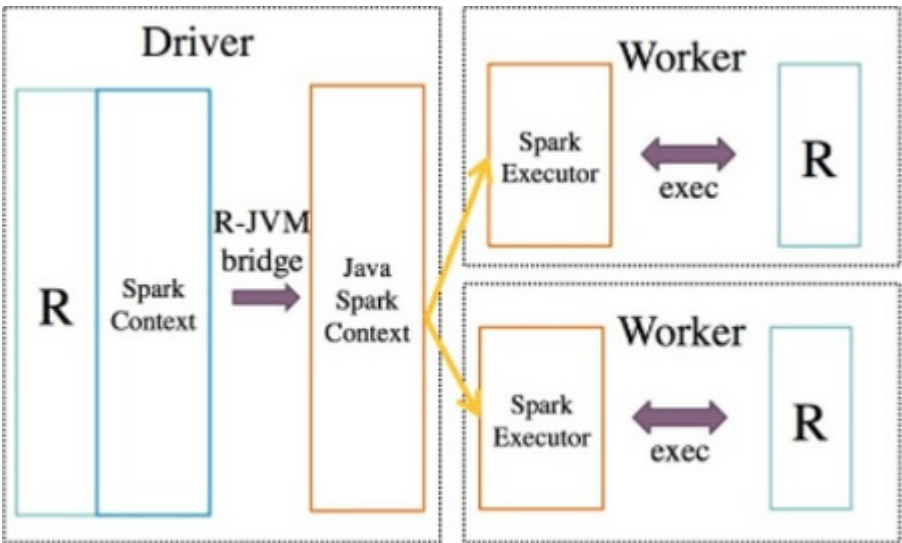 Driver
R
Spark
Context
R-JVM
bridge
Java
Spark
Context
Worker
Spark
Executor
exec
R
Worker
Spark
Executor
exec
R